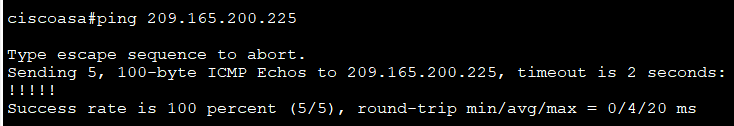 ciscoasa#ping 209.165.200.225
Type escape sequence to abort.
Sending 5, 100-byte ICMP Echos to 209.165.200.225, timeout is 2 seconds:
!!!!!
Success rate is 100 percent (5/5), round-trip min/avg/max = 0/4/20 ms